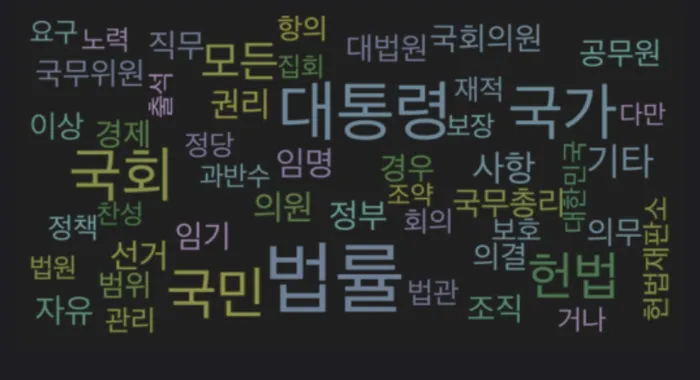 요구 노력 직무 모든 항의 집회 대법원 국회의원 공무원
국무위원 출석 권리 대통령 재적 보장 국가 다만
이상 경제 정당 국회 과반수 임명 경우 사항 대한민국 기타
정책 찬성 임기 의원 정부 조약 회의 국무총리 보호 의무 헌법재판소
법원 선거 범위 국민 법률 법관 의결 헌법
자유 관리 조직 거나